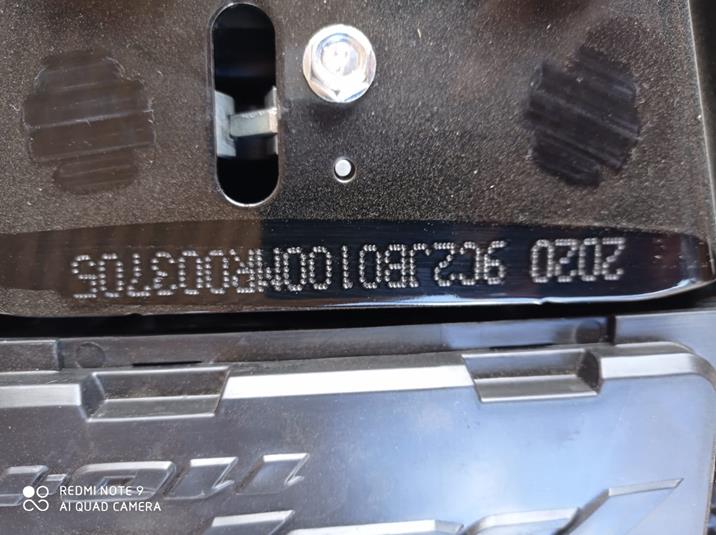 2020 9C2JB0100MR003705
REDMI NOTE 9
AI QUAD CAMERA